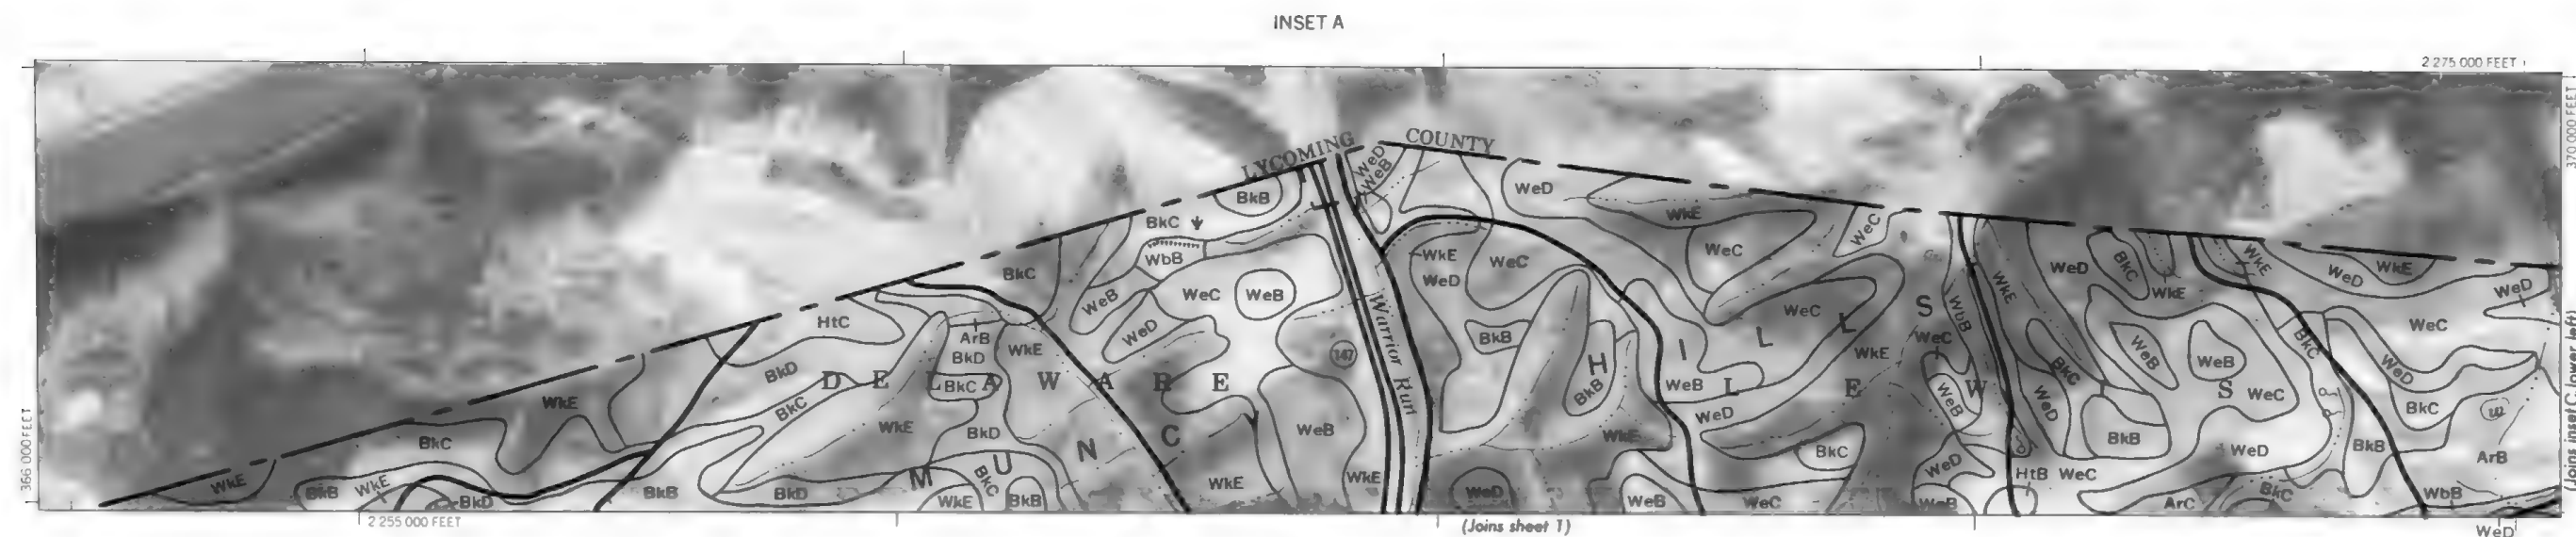 INSET A
2 275 000 FEET
370 000 FEET
LYCOMING COUNTY
WeD
WeB
BkB
WeD
BkC
WkE
WeC
WeC
WbB
BkC
WkE
WeD
WeC
WkE
WeD
BkC
WkE
WkE
WeD
WkE
WeD
WeB
WeC
WeB
Warrior Run
WeC
S
WbB
WeC
HtC
WeD
BkB
L
L
WeC
BkC
ArB
BkD
WkE
147
I
WkE
WeB
WeB
WeD
BkD
BkC
H
BkB
WeB
BkC
WeC
DELAWARE
L
E
W
S
WeB
WeD
WkE
BkC
WeD
BkC
BkC
WkE
BkD
C
WeB
WkE
BkC
BkB
WeD
BkB
ArB
N
U
M
WeD
HtB
WeC
WkE
BkB
WkE
BkD
BkB
BkD
WkE
BkC
BkB
WkE
WkE
WeD
WeB
WeC
WeB
ArC
BkC
WbB
366 000 FEET
2 255 000 FEET
(Joins sheet 1)
WeD
(Joins inset C, lower left)